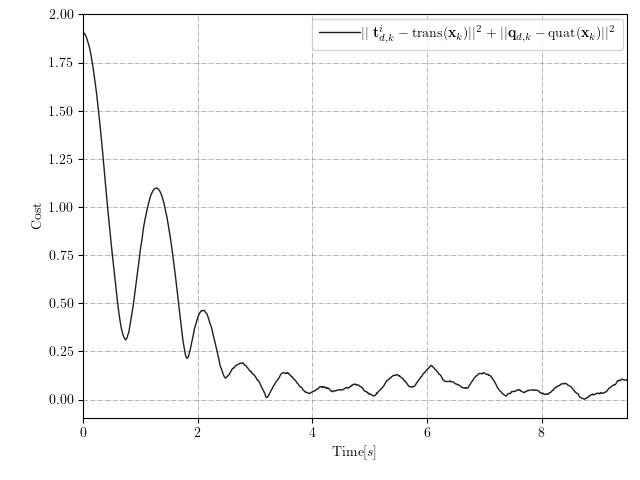 || t^i_{d,k} − trans(x_k)||^2 + ||q_{d,k} − quat(x_k)||^2
2.00
1.75
1.50
1.25
1.00
0.75
0.50
0.25
0.00
Cost
0 2 4 6 8
Time[s]